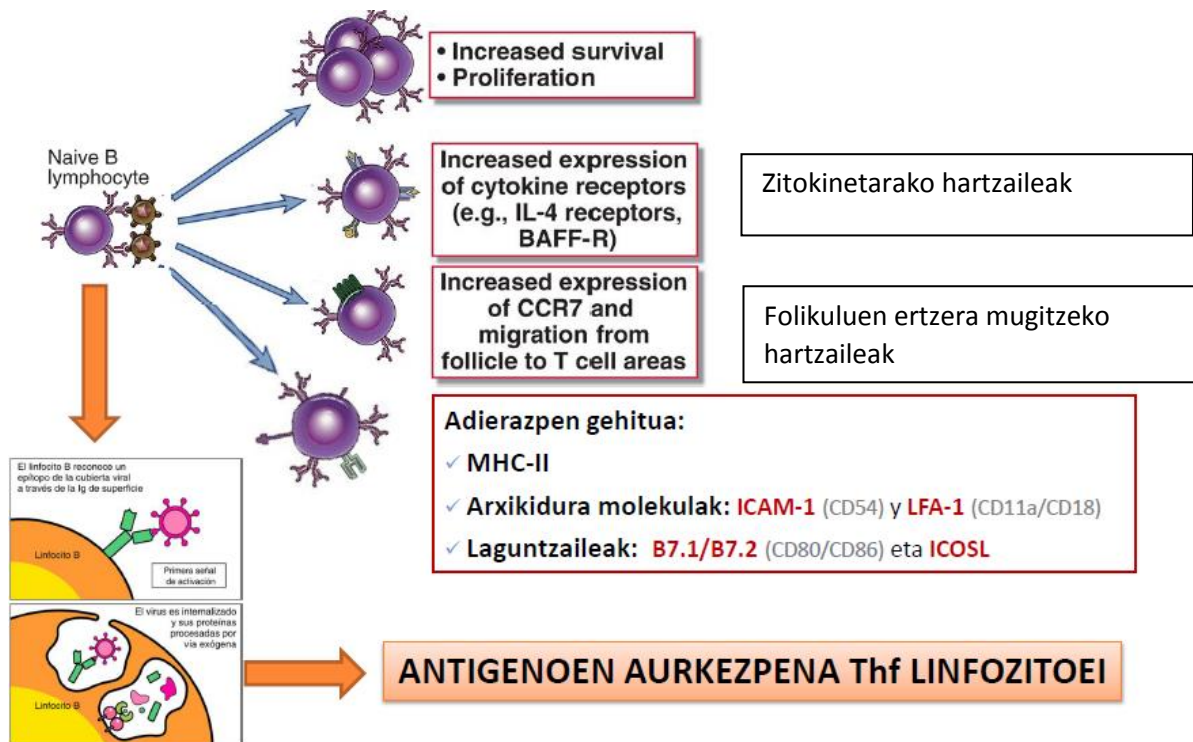 • Increased survival
• Proliferation
Naive B
lymphocyte
Increased expression
of cytokine receptors
(e.g., IL-4 receptors,
BAFF-R)
Zitokinetarako hartzaileak
Increased expression
of CCR7 and
migration from
follicle to T cell areas
Folikuluen ertzera mugitzeko
hartzaileak
Adierazpen gehitua:
✓ MHC-II
✓ Arxikidura molekulak: ICAM-1 (CD54) y LFA-1 (CD11a/CD18)
✓ Laguntzaileak: B7.1/B7.2 (CD80/CD86) eta ICOSL
El linfocito B reconoce un
epítopo de la cubierta viral
a través de la Ig de superficie
Linfocito B
Primera señal
de activación
El virus es internalizado
y sus proteínas
procesadas por
vía exógena
Linfocito B
ANTIGENOEN AURKEZPENA Thf LINFOZITOEI